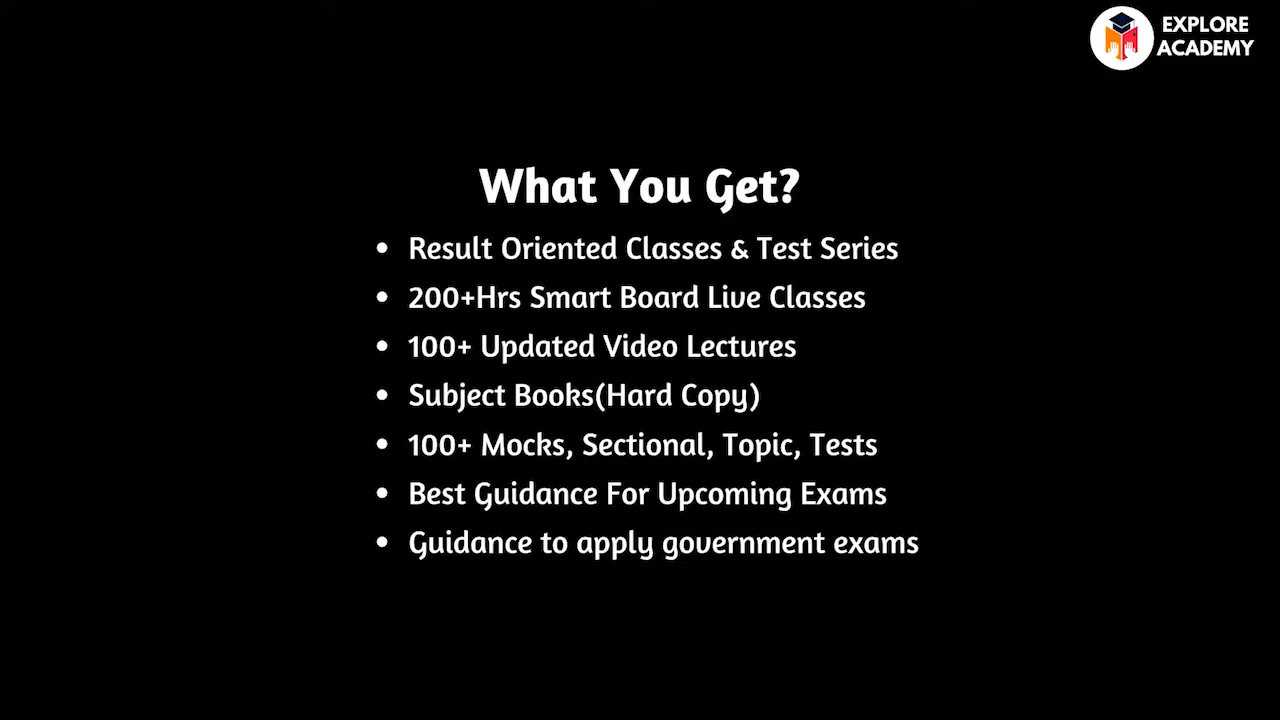 EXPLORE
ACADEMY
What You Get?
• Result Oriented Classes & Test Series
• 200+Hrs Smart Board Live Classes
• 100+ Updated Video Lectures
• Subject Books(Hard Copy)
• 100+ Mocks, Sectional, Topic, Tests
• Best Guidance For Upcoming Exams
• Guidance to apply government exams